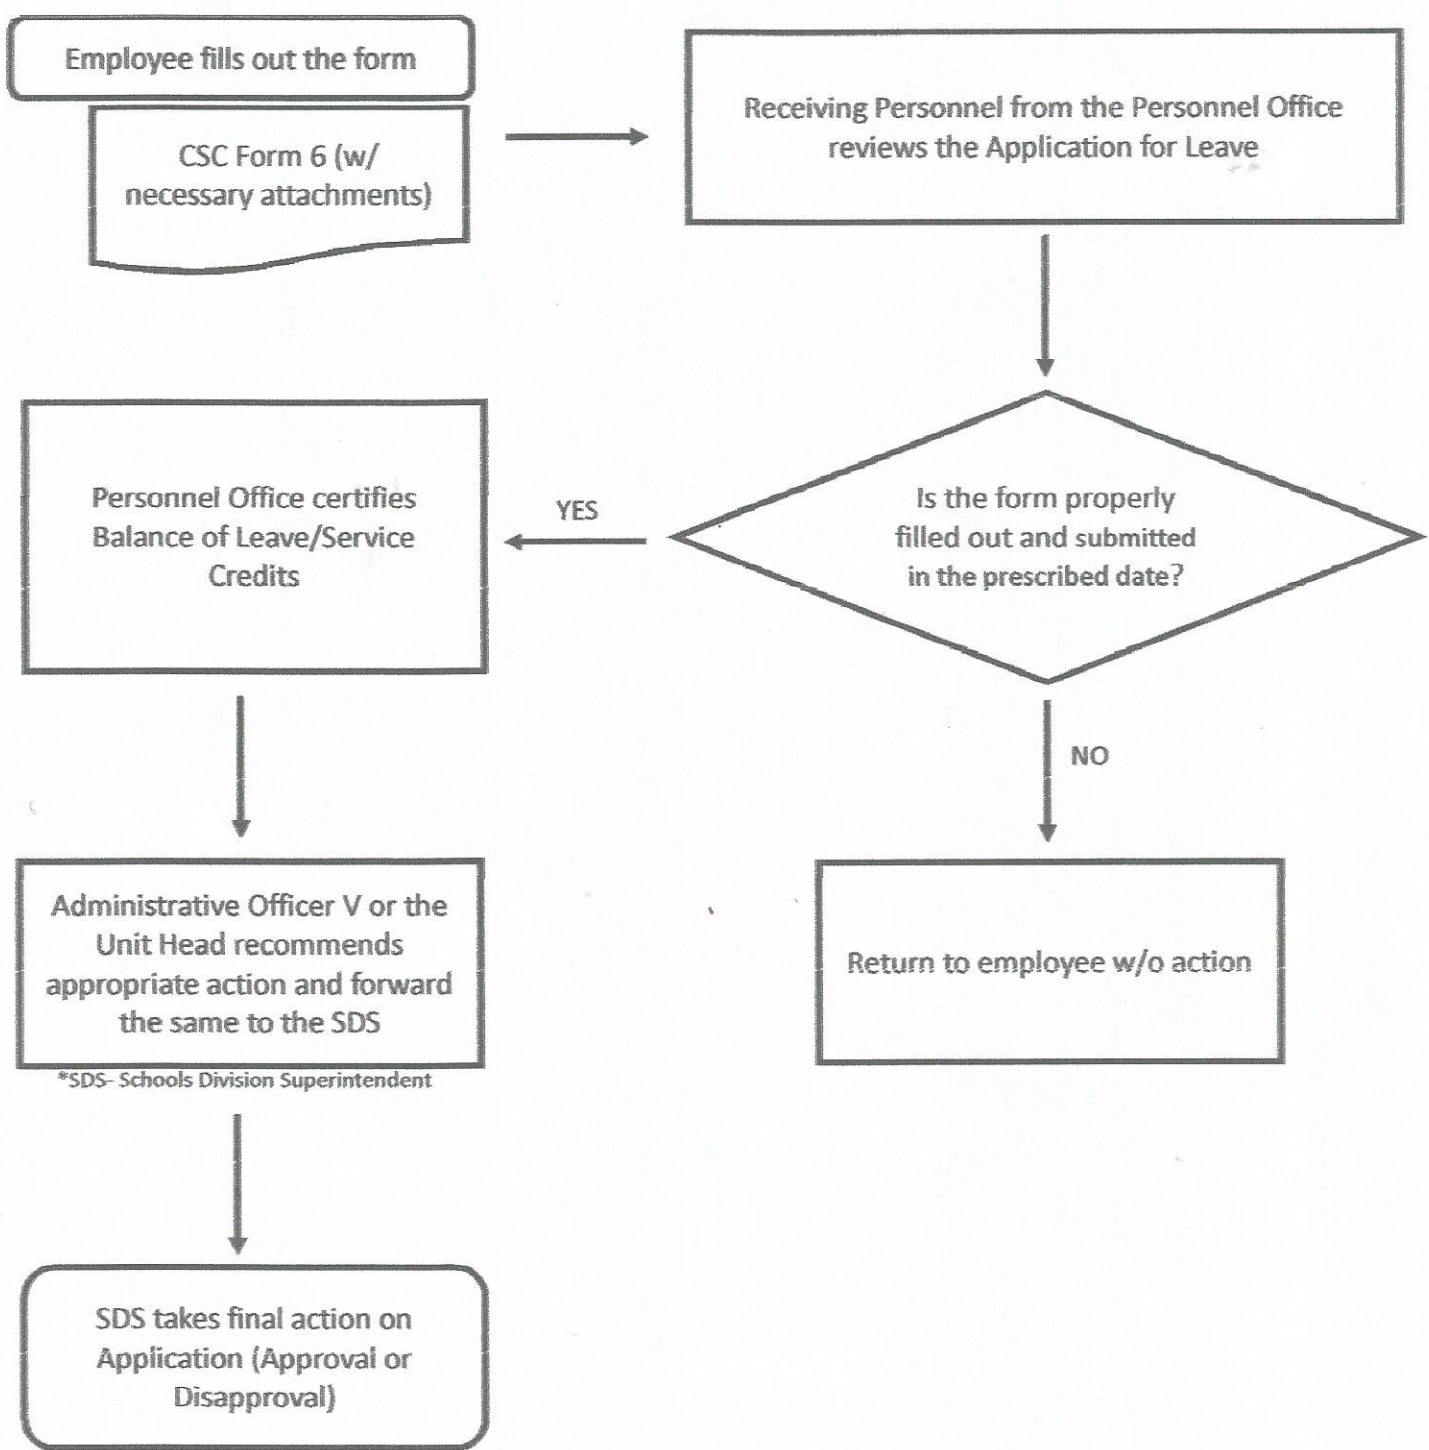 Employee fills out the form
CSC Form 6 (w/
necessary attachments)
Receiving Personnel from the Personnel Office
reviews the Application for Leave
Is the form properly
filled out and submitted
in the prescribed date?
YES
Personnel Office certifies
Balance of Leave/Service
Credits
NO
Return to employee w/o action
Administrative Officer V or the
Unit Head recommends
appropriate action and forward
the same to the SDS
*SDS- Schools Division Superintendent
SDS takes final action on
Application (Approval or
Disapproval)